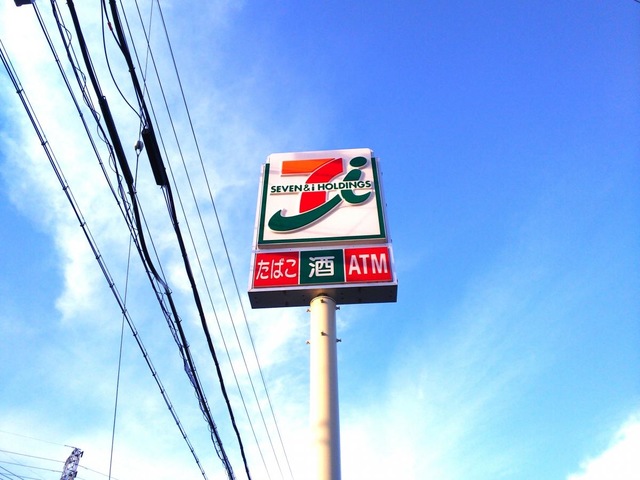 7i
SEVEN & i HOLDINGS
たばこ 酒 ATM